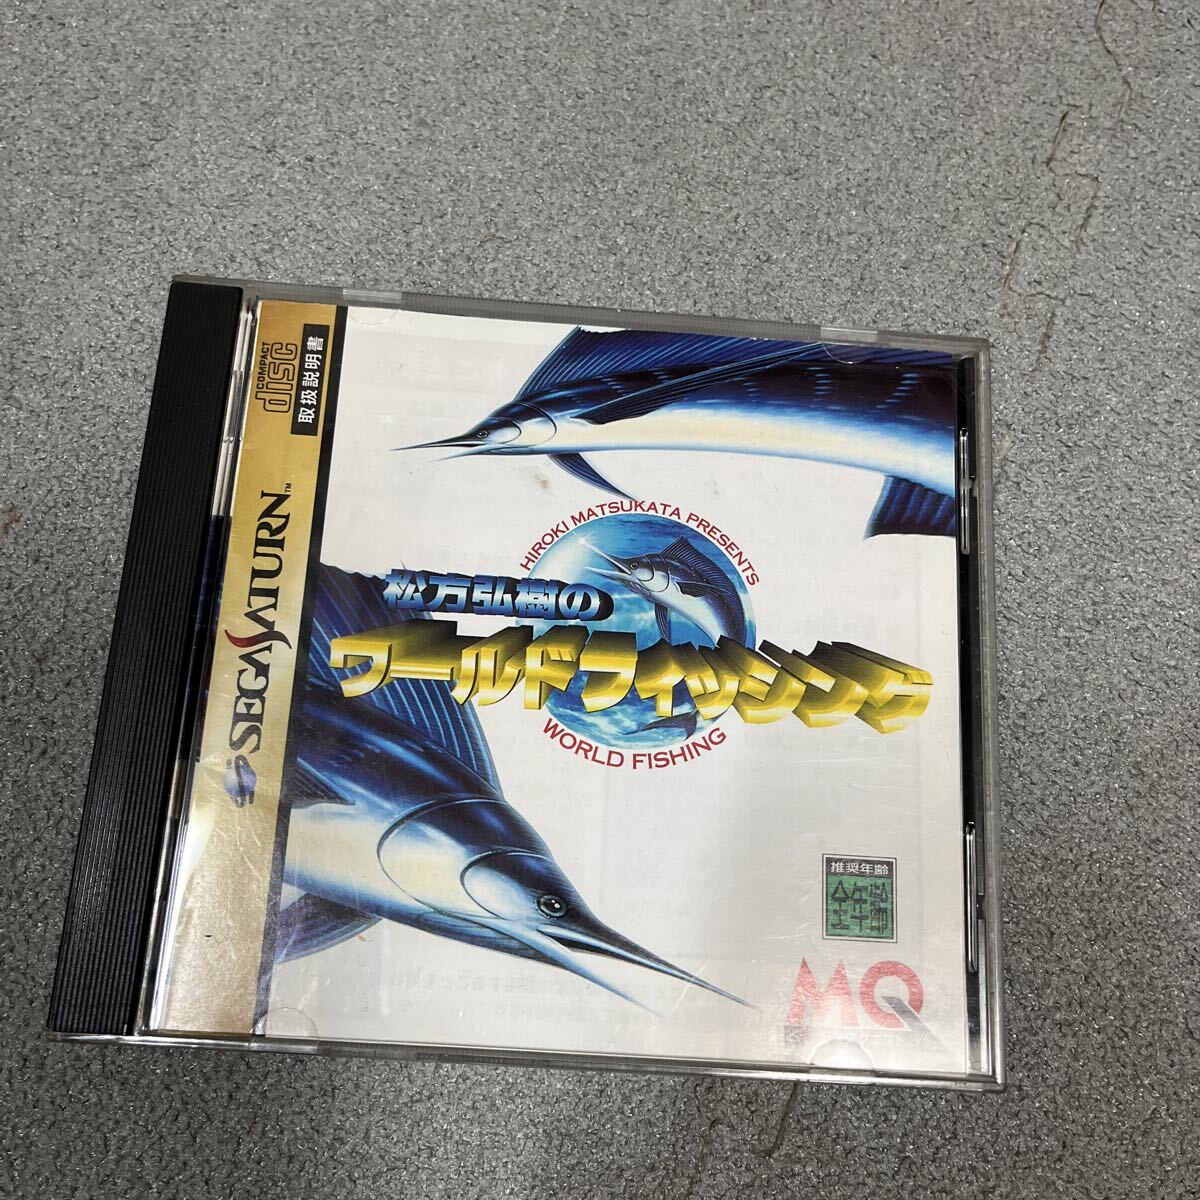 COMPACT
disc
取扱説明書
SEGA SATURN™
HIROKI MATSUKATA PRESENTS
松方弘樹の
ワールドフィッシング
WORLD FISHING
推奨年齢
全年齢
MQ